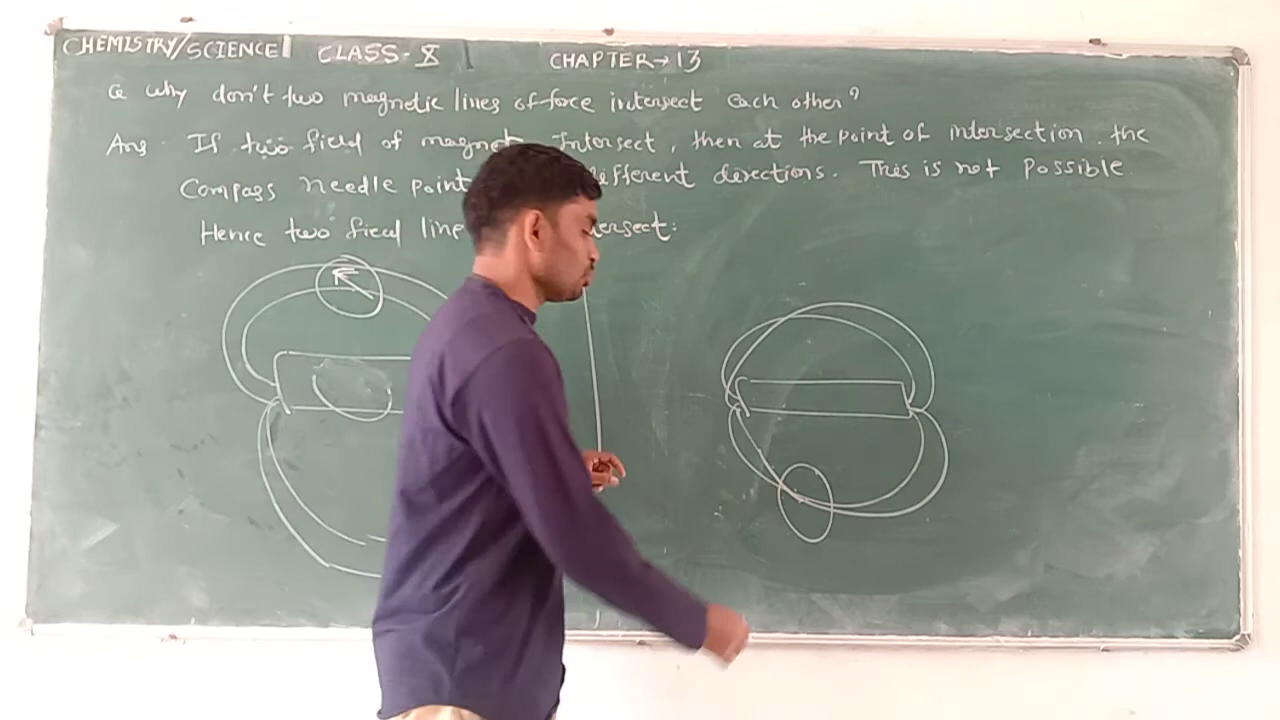 CHEMISTRY/SCIENCE | CLASS-X | CHAPTER→13
Q why don't two magnetic lines of force intersect each other?
Ans If two field of magnet Intersect, then at the point of intersection. the
Compass needle point different directions. This is not possible
Hence two field line